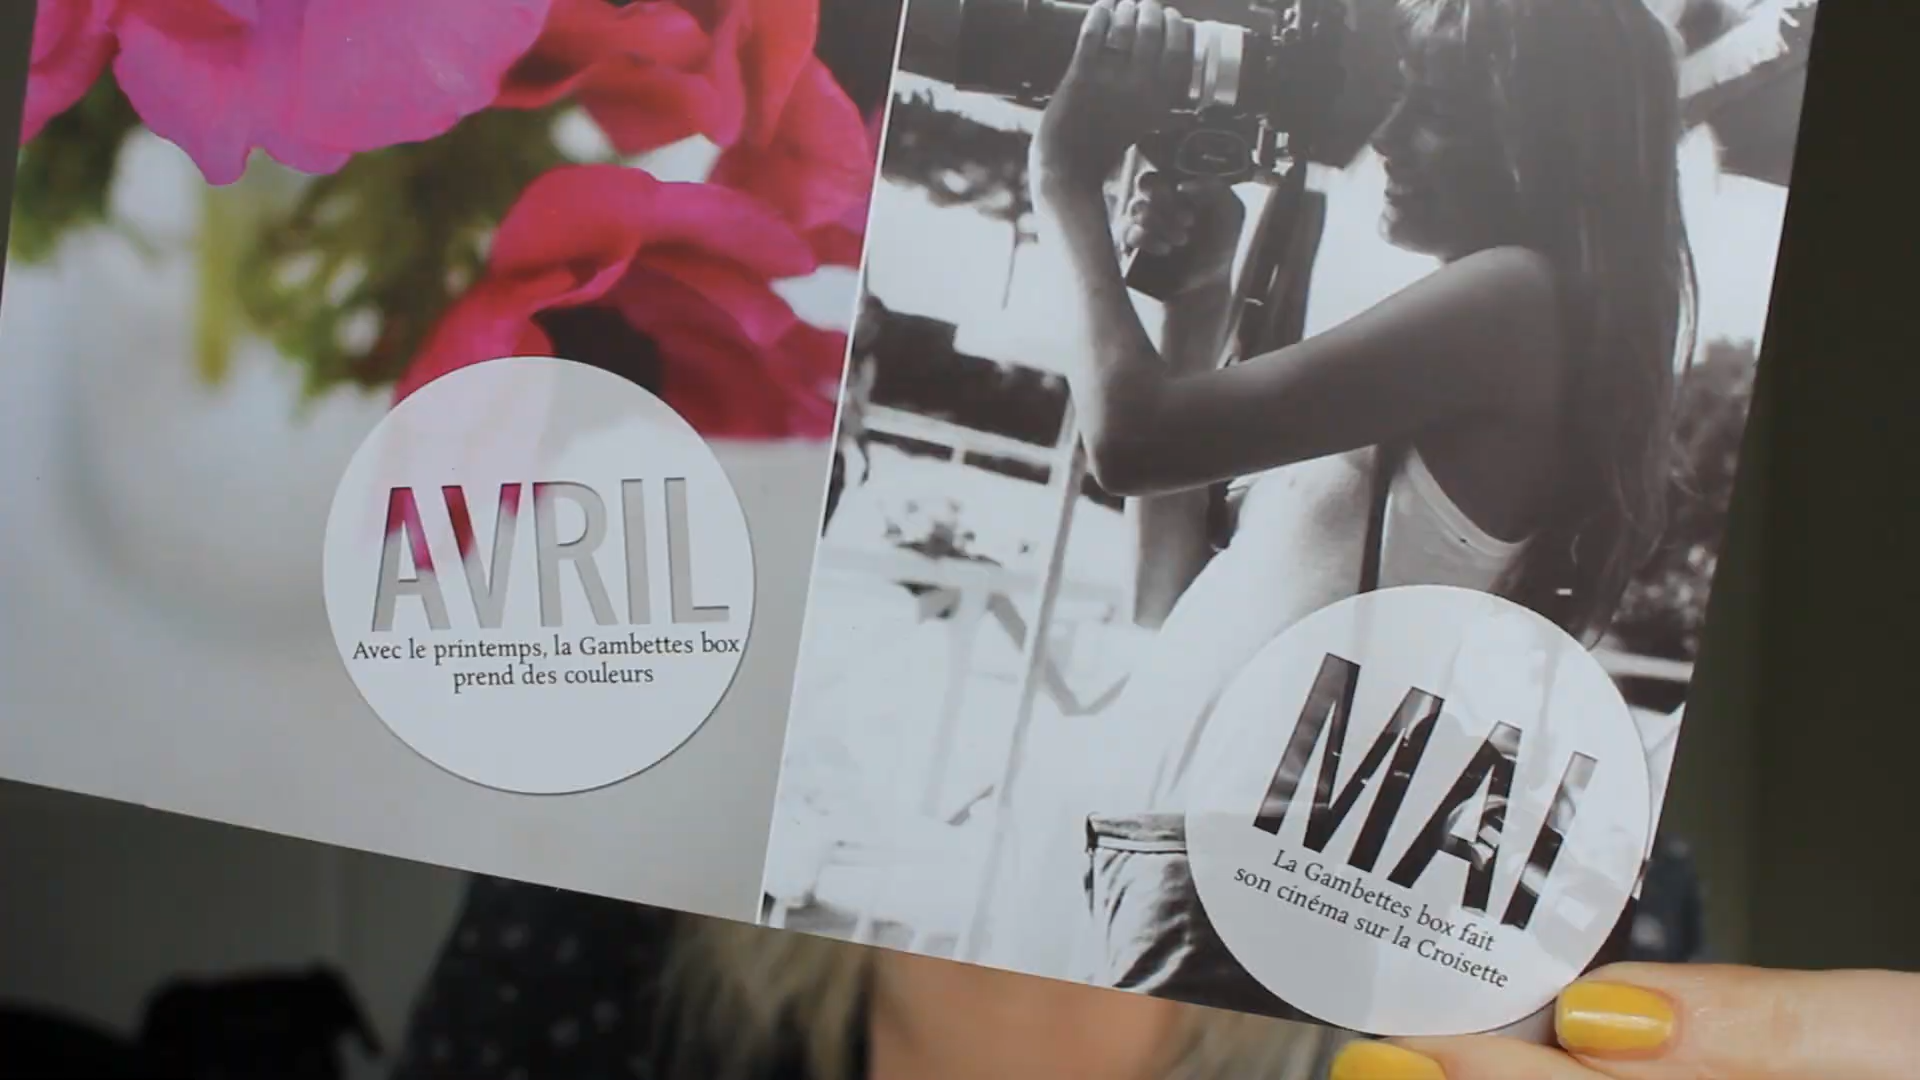 AVRIL
Avec le printemps, la Gambettes box
prend des couleurs
MAI
La Gambettes box fait
son cinéma sur la Croisette